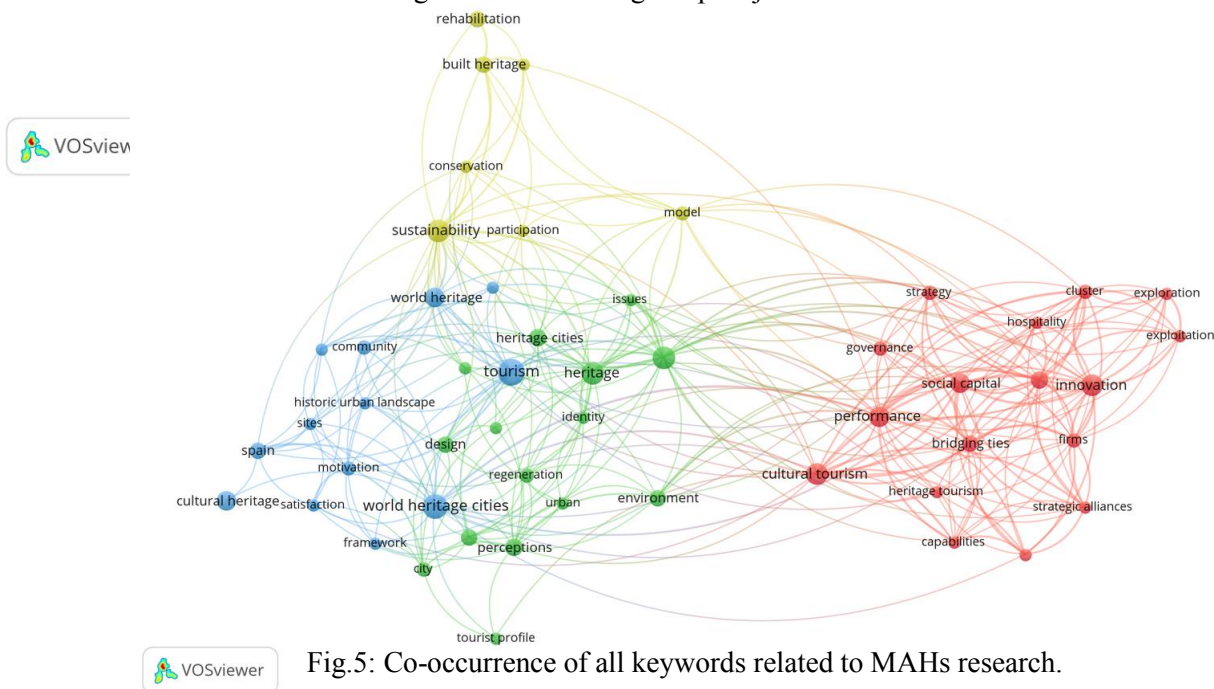 rehabilitation
built heritage
VOSview
conservation
model
sustainability participation
world heritage
issues
strategy
cluster
exploration
hospitality
heritage cities
exploitation
community
governance
tourism
heritage
social capital
innovation
historic urban landscape
identity
performance
sites
design
bridging ties
firms
spain
motivation
regeneration
cultural tourism
cultural heritage
satisfaction
world heritage cities
urban
environment
heritage tourism
strategic alliances
framework
perceptions
capabilities
city
tourist profile
VOSviewer
Fig.5: Co-occurrence of all keywords related to MAHs research.